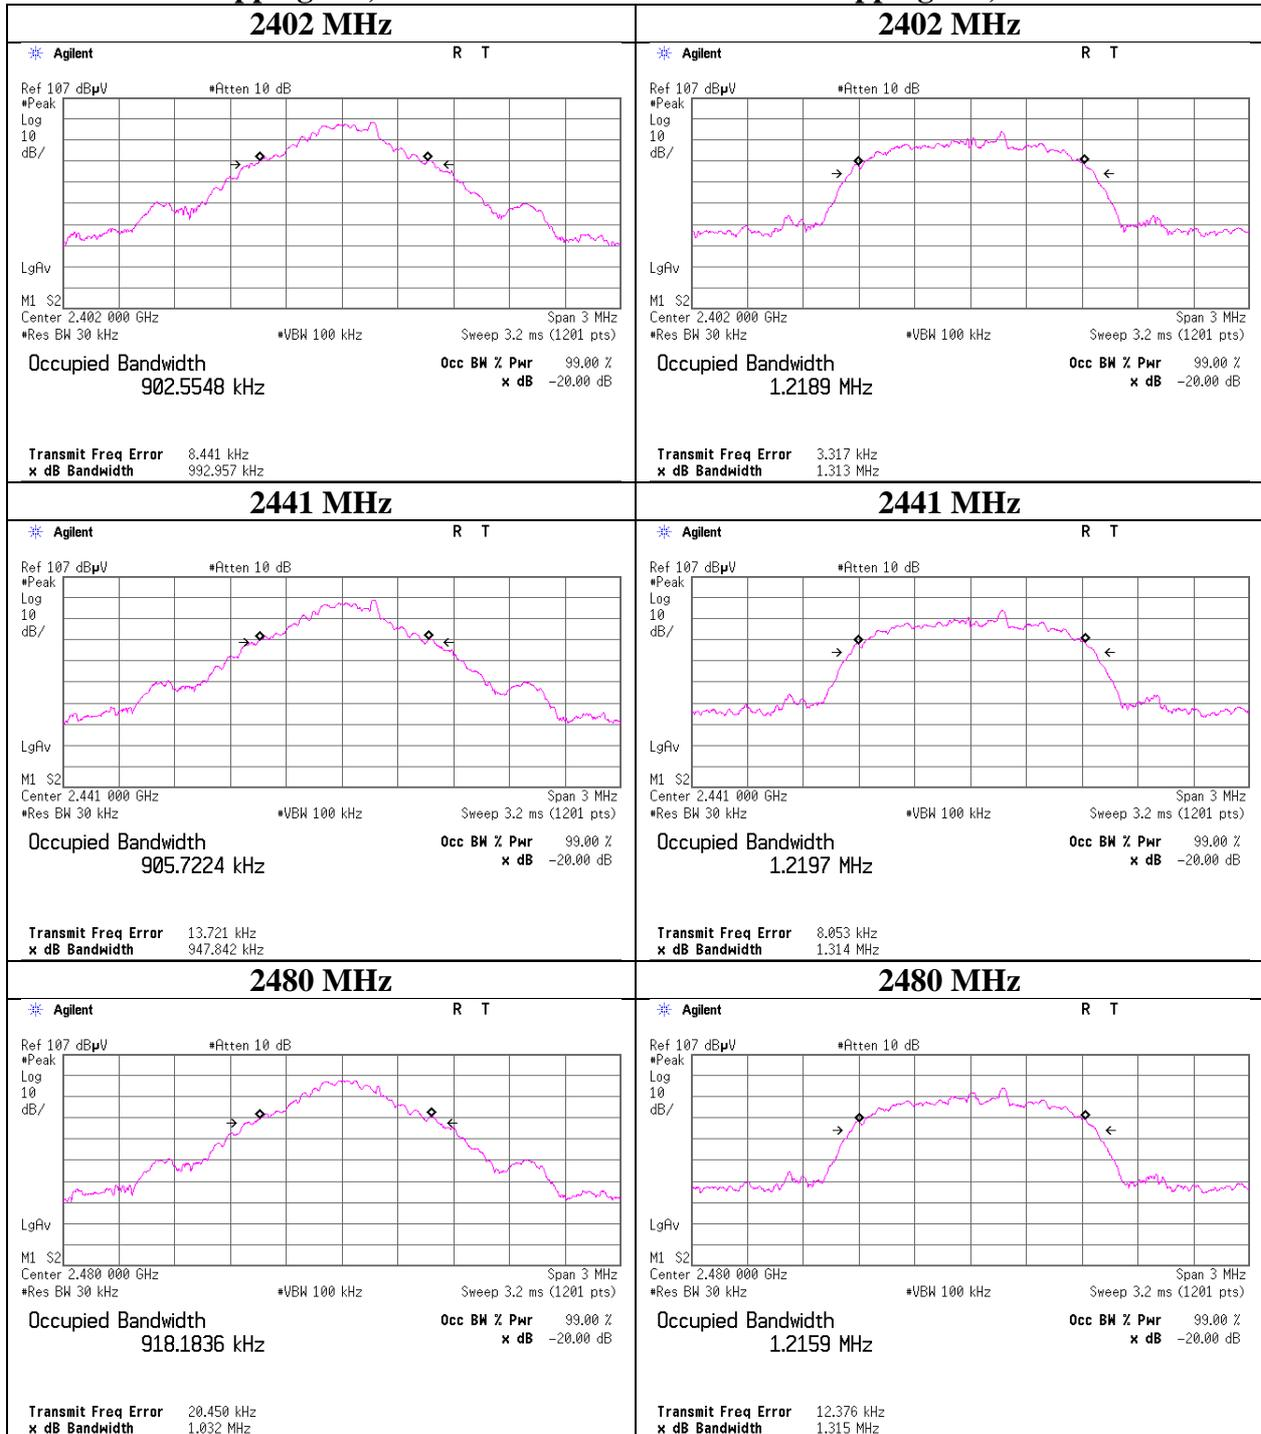 2402 MHz
Agilent R T
Ref 107 dBµV #Atten 10 dB
#Peak
Log
10
dB/
LgAv
M1 S2
Center 2.402 000 GHz Span 3 MHz
#Res BW 30 kHz #VBW 100 kHz Sweep 3.2 ms (1201 pts)
Occupied Bandwidth Occ BW % Pwr 99.00 %
902.5548 kHz x dB -20.00 dB
Transmit Freq Error 8.441 kHz
x dB Bandwidth 992.957 kHz
2402 MHz
Agilent R T
Ref 107 dBµV #Atten 10 dB
#Peak
Log
10
dB/
LgAv
M1 S2
Center 2.402 000 GHz Span 3 MHz
#Res BW 30 kHz #VBW 100 kHz Sweep 3.2 ms (1201 pts)
Occupied Bandwidth Occ BW % Pwr 99.00 %
1.2189 MHz x dB -20.00 dB
Transmit Freq Error 3.317 kHz
x dB Bandwidth 1.313 MHz
2441 MHz
Agilent R T
Ref 107 dBµV #Atten 10 dB
#Peak
Log
10
dB/
LgAv
M1 S2
Center 2.441 000 GHz Span 3 MHz
#Res BW 30 kHz #VBW 100 kHz Sweep 3.2 ms (1201 pts)
Occupied Bandwidth Occ BW % Pwr 99.00 %
905.7224 kHz x dB -20.00 dB
Transmit Freq Error 13.721 kHz
x dB Bandwidth 947.842 kHz
2441 MHz
Agilent R T
Ref 107 dBµV #Atten 10 dB
#Peak
Log
10
dB/
LgAv
M1 S2
Center 2.441 000 GHz Span 3 MHz
#Res BW 30 kHz #VBW 100 kHz Sweep 3.2 ms (1201 pts)
Occupied Bandwidth Occ BW % Pwr 99.00 %
1.2197 MHz x dB -20.00 dB
Transmit Freq Error 8.053 kHz
x dB Bandwidth 1.314 MHz
2480 MHz
Agilent R T
Ref 107 dBµV #Atten 10 dB
#Peak
Log
10
dB/
LgAv
M1 S2
Center 2.480 000 GHz Span 3 MHz
#Res BW 30 kHz #VBW 100 kHz Sweep 3.2 ms (1201 pts)
Occupied Bandwidth Occ BW % Pwr 99.00 %
918.1836 kHz x dB -20.00 dB
Transmit Freq Error 20.450 kHz
x dB Bandwidth 1.032 MHz
2480 MHz
Agilent R T
Ref 107 dBµV #Atten 10 dB
#Peak
Log
10
dB/
LgAv
M1 S2
Center 2.480 000 GHz Span 3 MHz
#Res BW 30 kHz #VBW 100 kHz Sweep 3.2 ms (1201 pts)
Occupied Bandwidth Occ BW % Pwr 99.00 %
1.2159 MHz x dB -20.00 dB
Transmit Freq Error 12.376 kHz
x dB Bandwidth 1.315 MHz